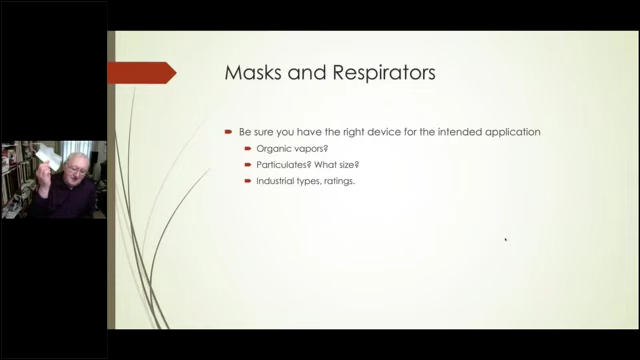 Masks and Respirators
Be sure you have the right device for the intended application
Organic vapors?
Particulates? What size?
Industrial types, ratings.